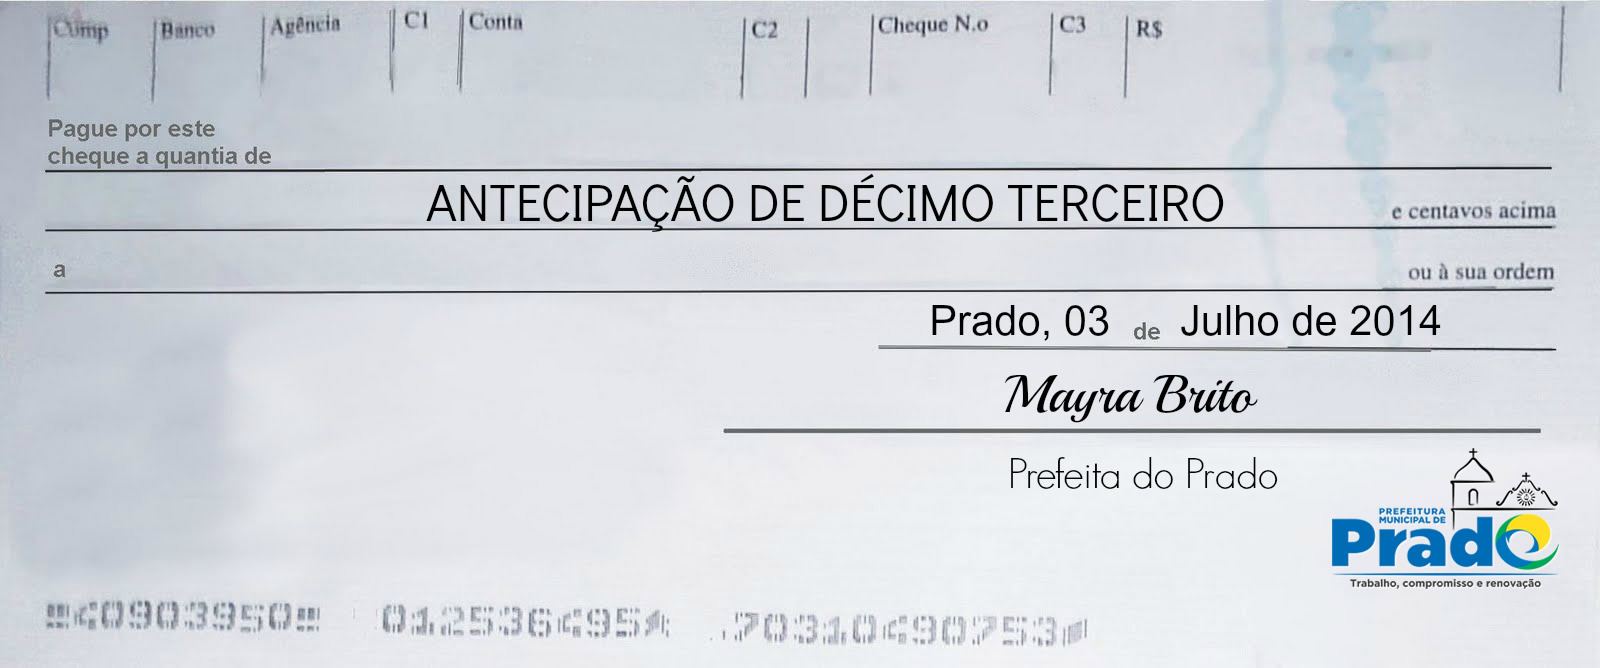 Comp Banco Agência C1 Conta C2 Cheque N.o C3 R$
Pague por este
cheque a quantia de
ANTECIPAÇÃO DE DÉCIMO TERCEIRO e centavos acima
a ou à sua ordem
Prado, 03 de Julho de 2014
Mayra Brito
Prefeita do Prado
PREFEITURA
MUNICIPAL DE
Prado
Trabalho, compromisso e renovação